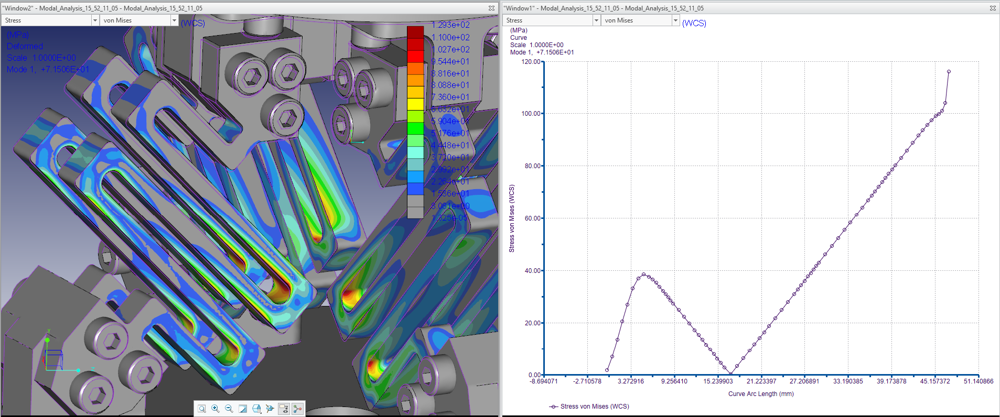 "Window2" - Modal_Analysis_15_52_11_05 - Modal_Analysis_15_52_11_05
Stress
von Mises
(WCS)
(MPa)
Deformed
Scale 1.0000E+00
Mode 1, +7.1506E+01
1.293e+02
1.100e+02
1.027e+02
9.544e+01
8.816e+01
8.088e+01
7.360e+01
6.632e+01
5.904e+01
5.176e+01
4.448e+01
3.720e+01
2.992e+01
2.264e+01
1.536e+01
8.081e+00
1.325e-05
Y
X
Z
"Window1" - Modal_Analysis_15_52_11_05 - Modal_Analysis_15_52_11_05
Stress
von Mises
(WCS)
(MPa)
Curve
Scale 1.0000E+00
Mode 1, +7.1506E+01
120.00
100.00
80.00
60.00
40.00
20.00
0.00
Stress von Mises (WCS)
-8.694071
-2.710578
3.272916
9.256410
15.239903
21.223397
27.206891
33.190385
39.173878
45.157372
51.140866
Curve Arc Length (mm)
Stress von Mises (WCS)